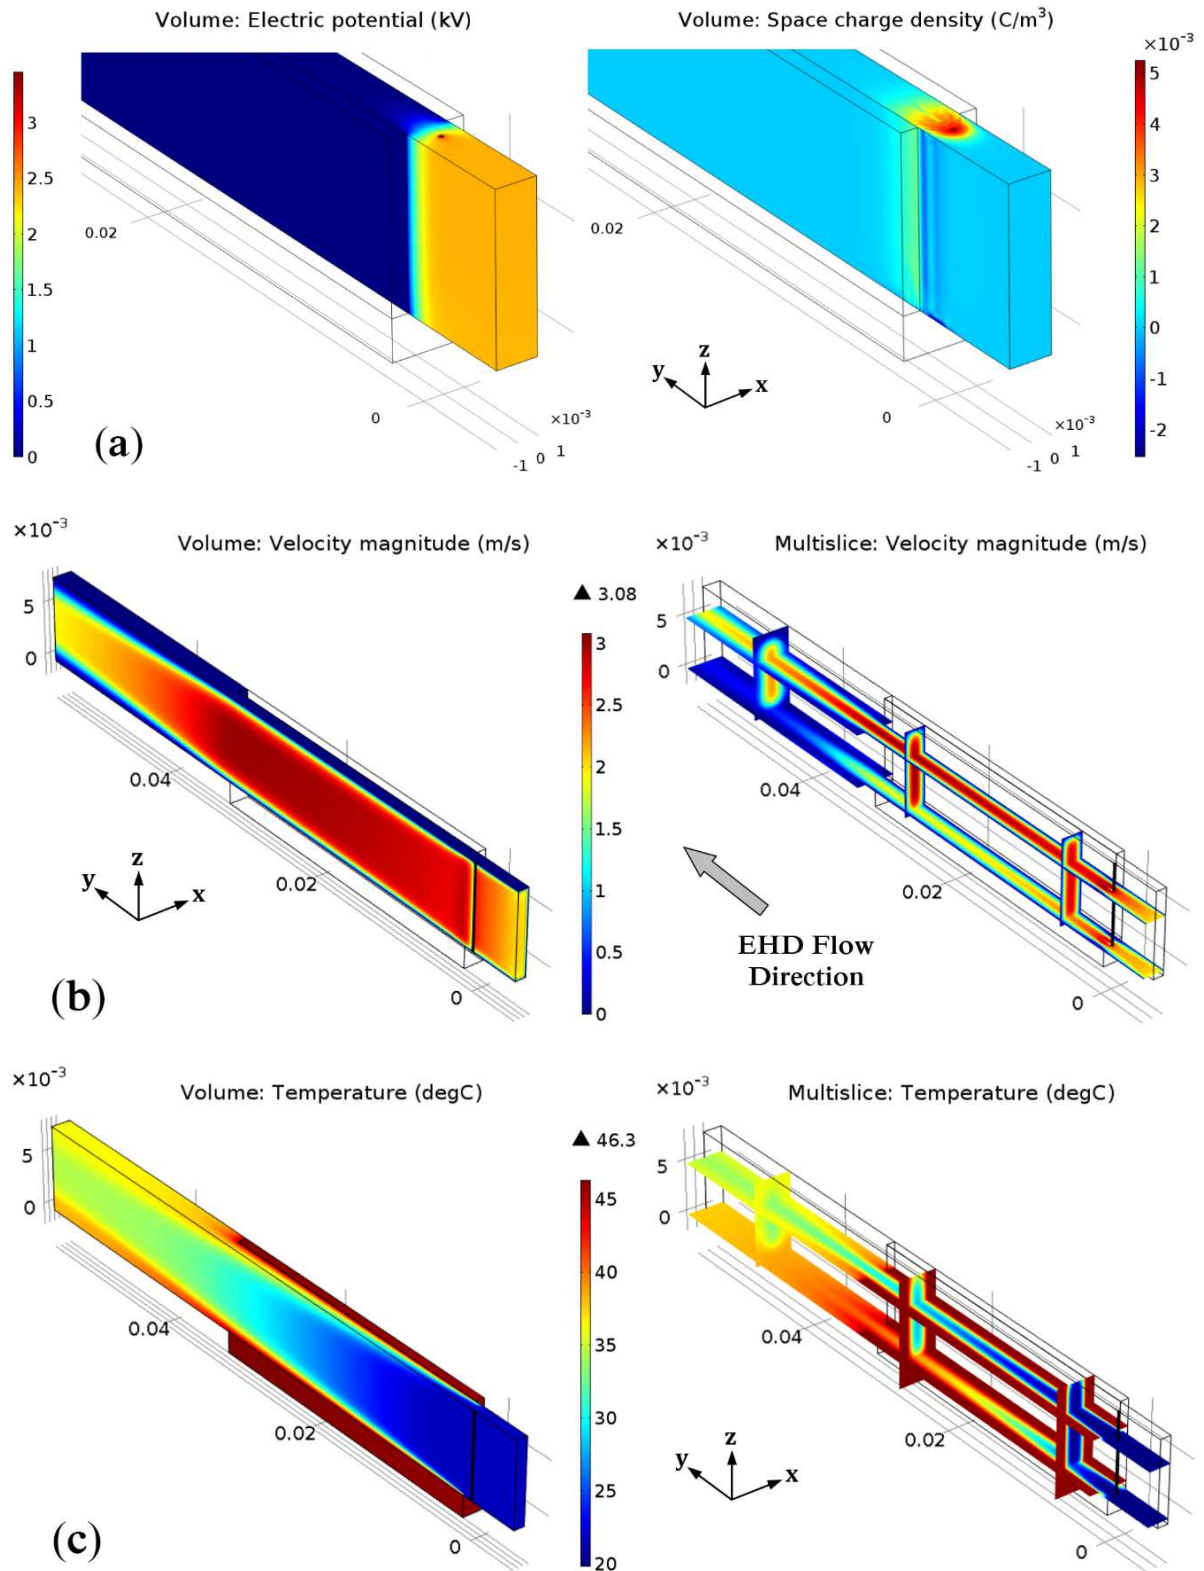 Volume: Electric potential (kV)
Volume: Space charge density (C/m³)
×10⁻³
3
2.5
2
1.5
1
0.5
0
0.02
0
×10⁻³
-1 0 1
(a)
0.02
0
×10⁻³
-1 0 1
z
y
x
5
4
3
2
1
0
-1
-2
×10⁻³
Volume: Velocity magnitude (m/s)
5
0
0.04
0.02
0
z
y
x
(b)
▲ 3.08
3
2.5
2
1.5
1
0.5
0
×10⁻³
Multislice: Velocity magnitude (m/s)
5
0
0.04
0.02
0
EHD Flow
Direction
×10⁻³
Volume: Temperature (degC)
5
0
0.04
0.02
0
(c)
▲ 46.3
45
40
35
30
25
20
×10⁻³
Multislice: Temperature (degC)
5
0
0.04
0.02
0
z
y
x